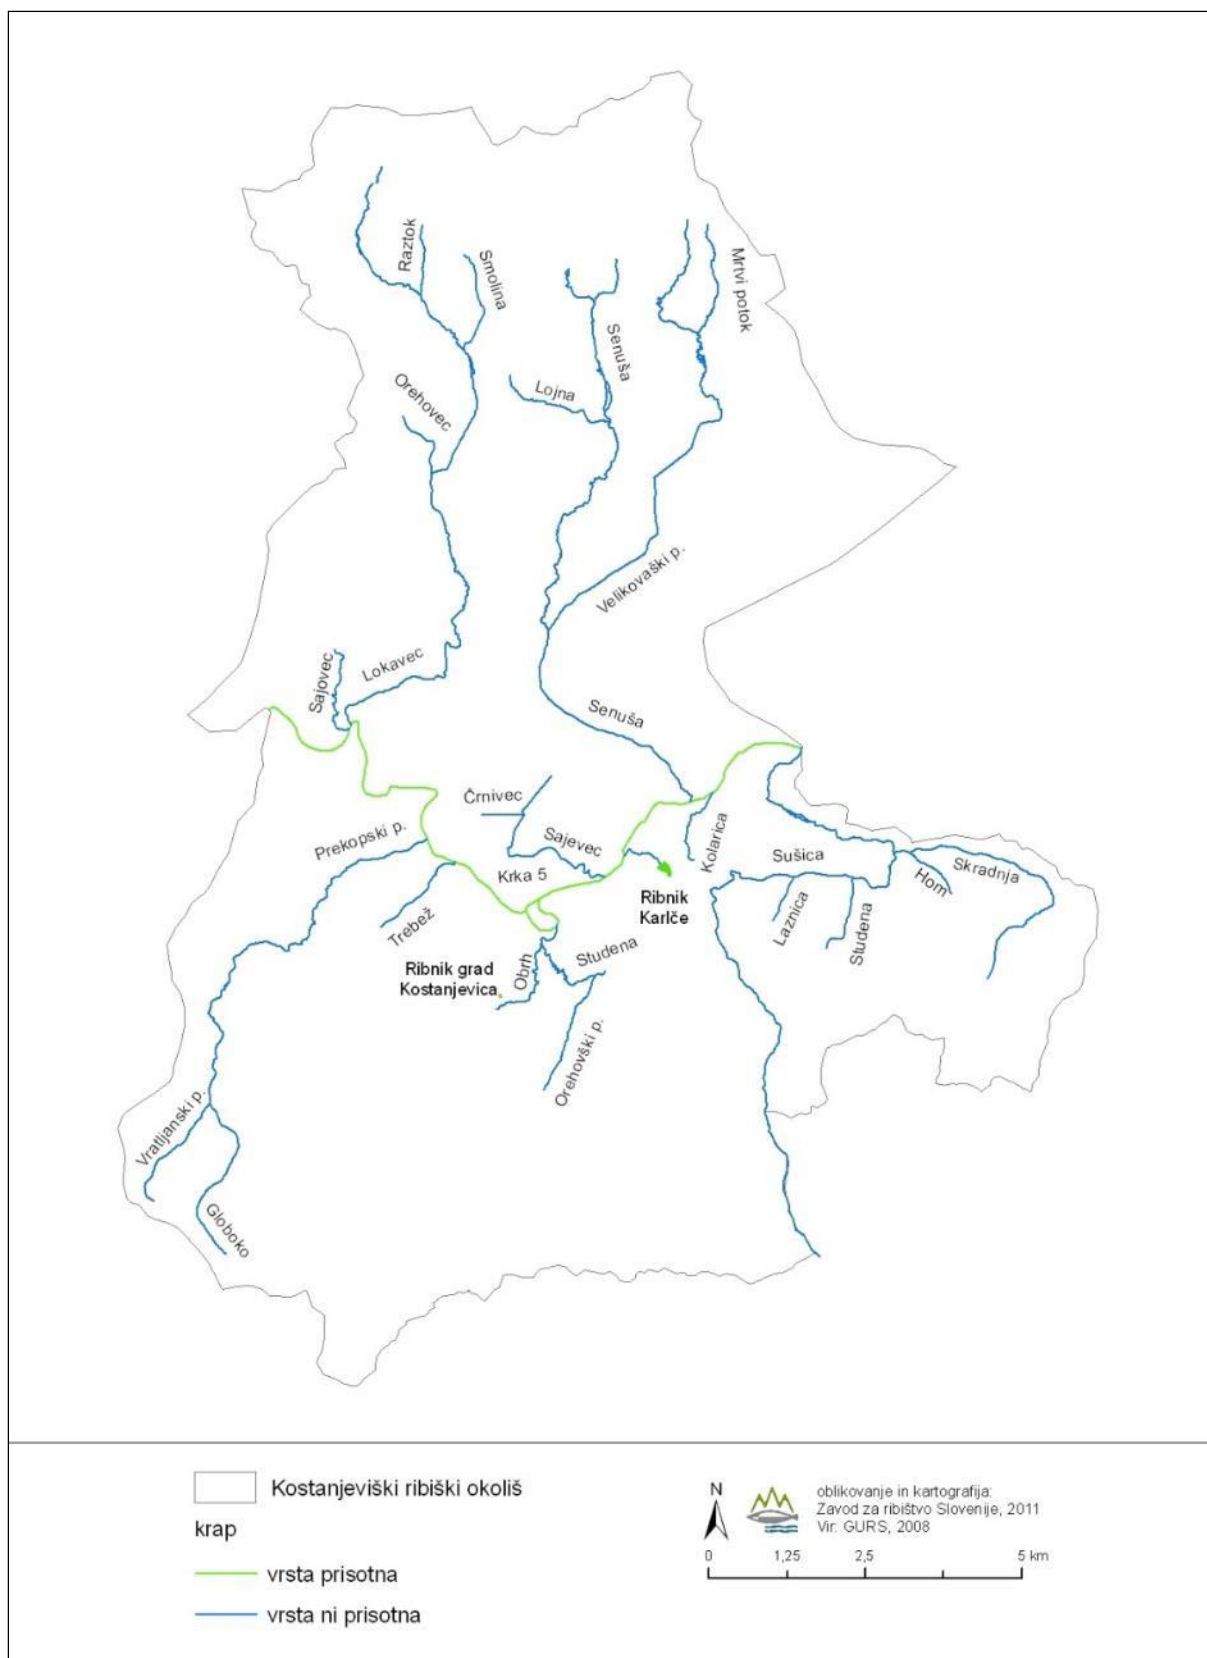 Raztok
Smolina
Mrtvi potok
Senuša
Orehovec
Lojna
Velikovaški p.
Sajovec
Lokavec
Senuša
Črnivec
Prekopski p.
Sajevec
Kolarica
Sušica
Skradnja
Hom
Krka 5
Ribnik
Karlče
Laznica
Studena
Trebež
Obrh
Studena
Ribnik grad
Kostanjevica
Orehovški p.
Vratljanski p.
Globoko
Kostanjeviški ribiški okoliš
krap
vrsta prisotna
vrsta ni prisotna
N
oblikovanje in kartografija:
Zavod za ribištvo Slovenije, 2011
Vir: GURS, 2008
0 1,25 2,5 5 km